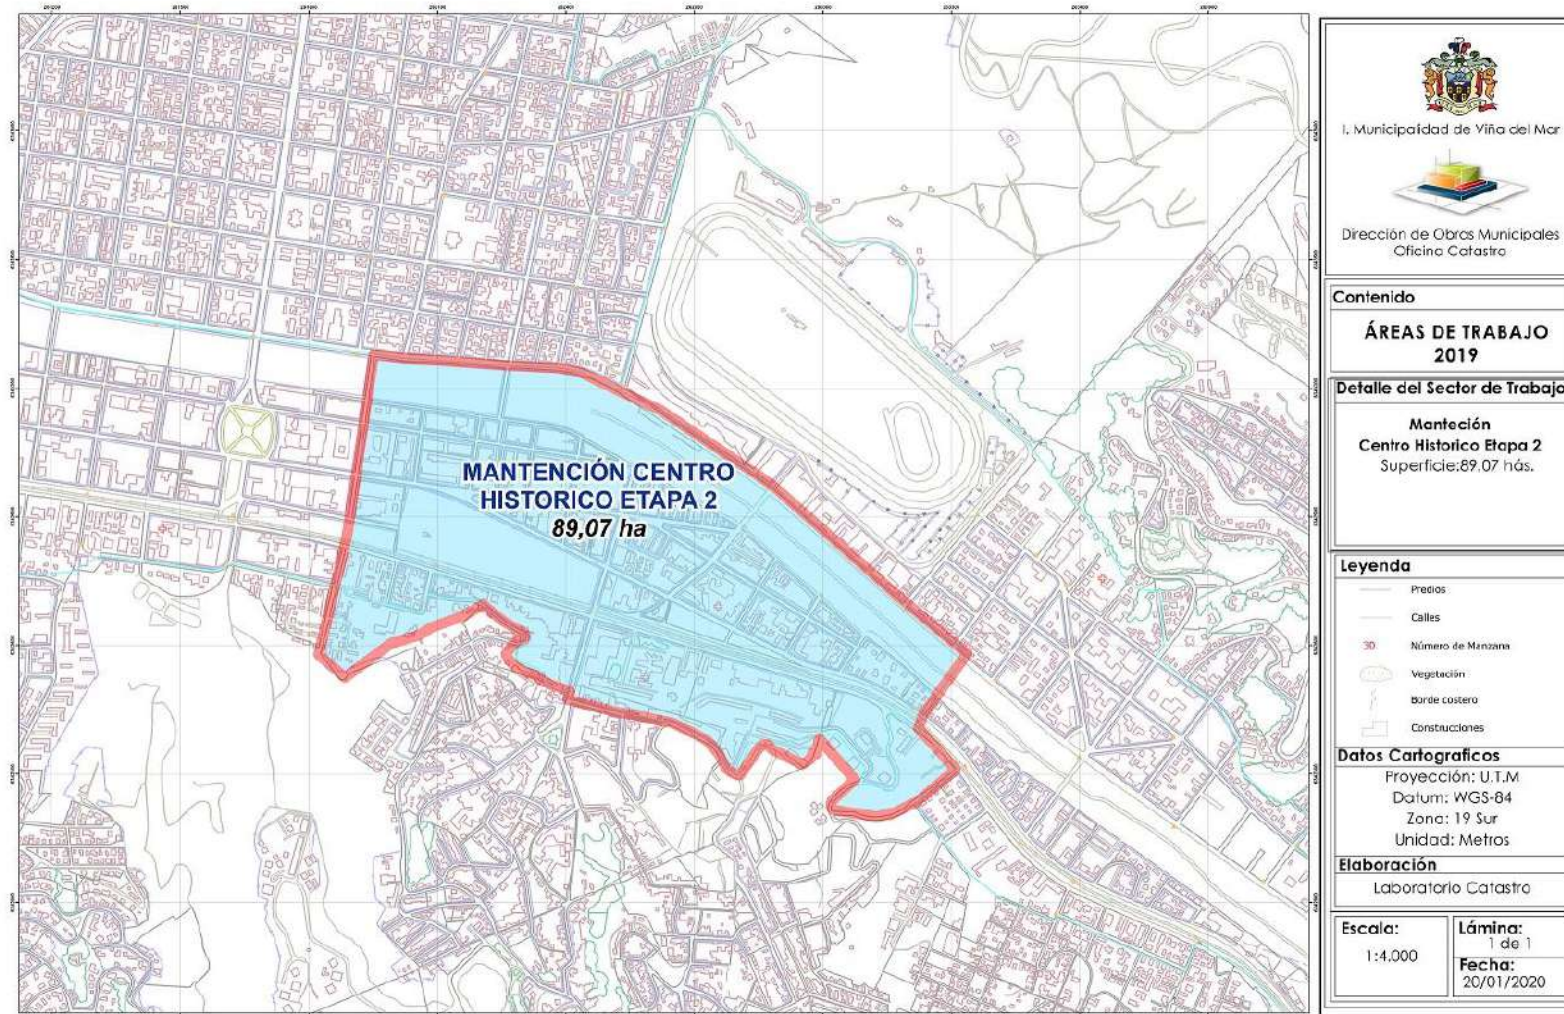 MANTENCIÓN CENTRO
HISTORICO ETAPA 2
89,07 ha
I. Municipalidad de Viña del Mar
Dirección de Obras Municipales
Oficina Catastro
Contenido
ÁREAS DE TRABAJO
2019
Detalle del Sector de Trabajo
Manteción
Centro Historico Etapa 2
Superficie:89,07 hás.
Leyenda
Predios
Calles
30 Número de Manzana
Vegetación
Borde costero
Construcciones
Datos Cartograficos
Proyección: U.T.M
Datum: WGS-84
Zona: 19 Sur
Unidad: Metros
Elaboración
Laboratorio Catastro
Escala:
1:4.000
Lámina:
1 de 1
Fecha:
20/01/2020